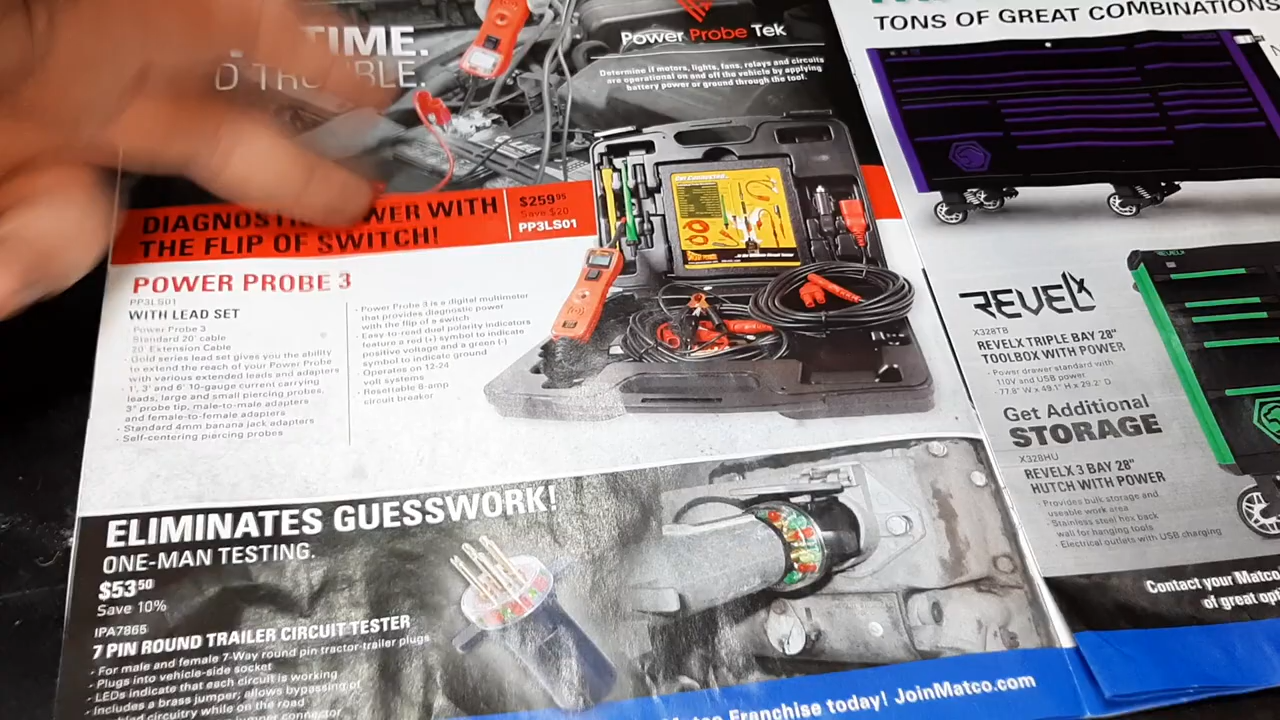 TIME.
Power Probe Tek
Determine if motors, lights, fans, relays and circuits
are operational on and off the vehicle by applying
battery power or ground through the tool.
DIAGNOSTIC POWER WITH
THE FLIP OF SWITCH!
$259⁹⁵
Save $20
PP3LS01
POWER PROBE 3
PP3LS01
WITH LEAD SET
- Power Probe 3
- Standard 20' cable
- 20' Extension Cable
- Gold series lead set gives you the ability
to extend the reach of your Power Probe
with various extended leads and adapters
- 1', 3' and 6' 10-gauge current carrying
leads, large and small piercing probes,
3" probe tip, male-to-male adapters
and female-to-female adapters
- Standard 4mm banana jack adapters
- Self-centering piercing probes
- Power Probe 3 is a digital multimeter
that provides diagnostic power
with the flip of a switch
- Easy-to-read dual polarity indicators
feature a red (+) symbol to indicate
positive voltage and a green (-)
symbol to indicate ground
- Operates on 12-24
volt systems
- Resettable 8-amp
circuit breaker
ELIMINATES GUESSWORK!
ONE-MAN TESTING.
$53⁵⁰
Save 10%
IPA7865
7 PIN ROUND TRAILER CIRCUIT TESTER
- For male and female 7-Way round pin tractor-trailer plugs
- Plugs into vehicle-side socket
- LEDs indicate that each circuit is working
- Includes a brass jumper; allows bypassing of
circuitry while on the road
jumper connector
Franchise today! JoinMatco.com
TONS OF GREAT COMBINATIONS
REVELX
X328TB
REVELX TRIPLE BAY 28"
TOOLBOX WITH POWER
- Power drawer standard with
110V and USB power
- 77.8" W x 49.1" H x 29.2" D
Get Additional
STORAGE
X328HU
REVELX 3 BAY 28"
HUTCH WITH POWER
- Provides bulk storage and
useable work area
- Stainless steel hex back
wall for hanging tools
- Electrical outlets with USB charging
Contact your Matco
of great